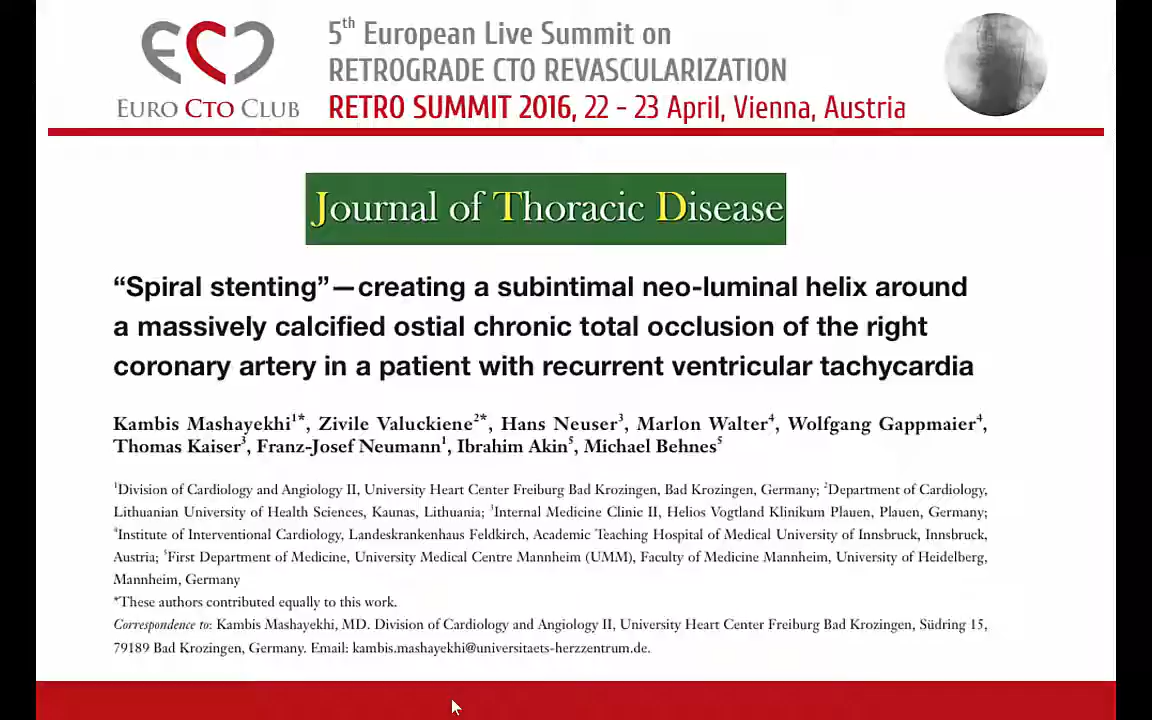 5th European Live Summit on
RETROGRADE CTO REVASCULARIZATION
EURO CTO CLUB
RETRO SUMMIT 2016, 22 - 23 April, Vienna, Austria
Journal of Thoracic Disease
“Spiral stenting”—creating a subintimal neo-luminal helix around
a massively calcified ostial chronic total occlusion of the right
coronary artery in a patient with recurrent ventricular tachycardia
Kambis Mashayekhi1*, Zivile Valuckiene2*, Hans Neuser3, Marlon Walter4, Wolfgang Gappmaier4,
Thomas Kaiser3, Franz-Josef Neumann1, Ibrahim Akin5, Michael Behnes5
1Division of Cardiology and Angiology II, University Heart Center Freiburg Bad Krozingen, Bad Krozingen, Germany; 2Department of Cardiology,
Lithuanian University of Health Sciences, Kaunas, Lithuania; 3Internal Medicine Clinic II, Helios Vogtland Klinikum Plauen, Plauen, Germany;
4Institute of Interventional Cardiology, Landeskrankenhaus Feldkirch, Academic Teaching Hospital of Medical University of Innsbruck, Innsbruck,
Austria; 5First Department of Medicine, University Medical Centre Mannheim (UMM), Faculty of Medicine Mannheim, University of Heidelberg,
Mannheim, Germany
*These authors contributed equally to this work.
Correspondence to: Kambis Mashayekhi, MD. Division of Cardiology and Angiology II, University Heart Center Freiburg Bad Krozingen, Südring 15,
79189 Bad Krozingen, Germany. Email: kambis.mashayekhi@universitaets-herzzentrum.de.